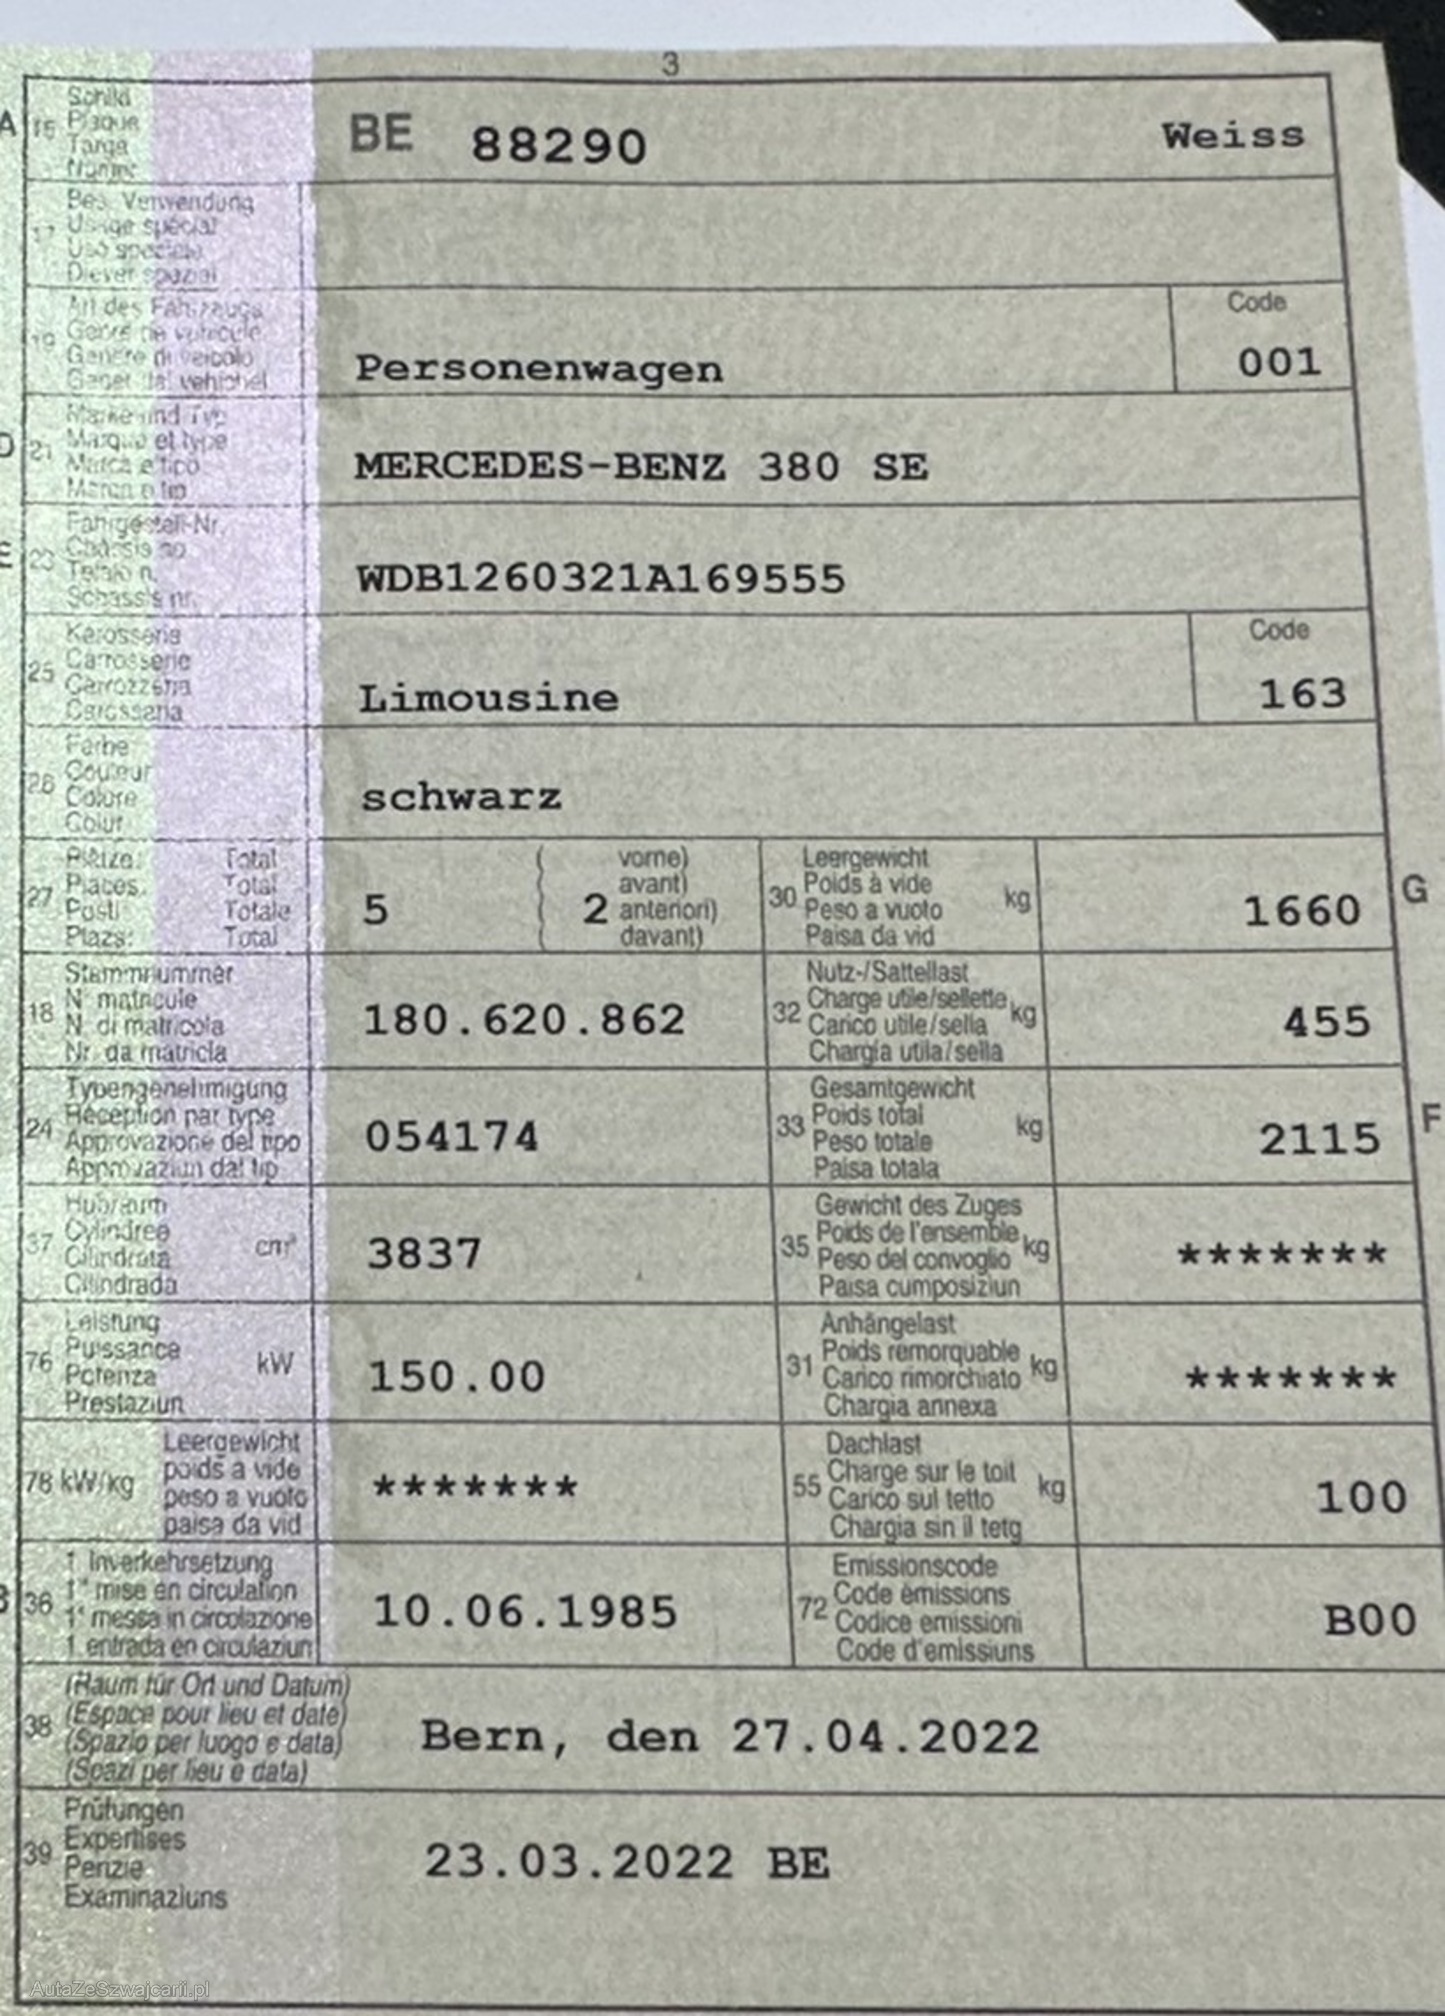 3
A 15 Schild BE 88290 Weiss
Plaque
Targa
Numer
17 Bes. Verwendung
Usage spécial
Uso speciale
Diever spezial
19 Art des Fahrzeugs Code
Genre de véhicule
Genere di veicolo Personenwagen 001
Gener dal vehichel
D 21 Marke und Typ
Marque et type
Marca e tipo MERCEDES-BENZ 380 SE
Marca e tip
E 23 Fahrgestell-Nr.
Châssis no
Telaio n. WDB1260321A169555
Schassis nr.
25 Karosserie Code
Carrosserie
Carrozzeria Limousine 163
Carossaria
26 Farbe
Couleur
Colore schwarz
Colur
27 Plätze: Total 5 ( vorne) 30 Leergewicht kg 1660 G
Places: Total ( avant) Poids à vide
Posti Totale ( 2 anteriori) Peso a vuoto
Plazs: Total ( davant) Paisa da vid
18 Stammnummer 180.620.862 32 Nutz-/Sattellast kg 455
N° matricule Charge utile/sellette
N. di matricola Carico utile/sella
Nr. da matricla Chargia utila/sella
24 Typengenehmigung 054174 33 Gesamtgewicht kg 2115 F
Réception par type Poids total
Approvazione del tipo Peso totale
Approvaziun dal tip Paisa totala
37 Hubraum cm³ 3837 35 Gewicht des Zuges kg *******
Cylindrée Poids de l'ensemble
Cilindrata Peso del convoglio
Cilindrada Paisa cumposiziun
76 Leistung kW 150.00 31 Anhängelast kg *******
Puissance Poids remorquable
Potenza Carico rimorchiato
Prestaziun Chargia annexa
78 kW/kg Leergewicht ******* 55 Dachlast kg 100
poids à vide Charge sur le toit
peso a vuoto Carico sul tetto
paisa da vid Chargia sin il tetg
B 36 1. Inverkehrsetzung 10.06.1985 72 Emissionscode B00
1re mise en circulation Code émissions
1a messa in circolazione Codice emissioni
1. entrada en circulaziun Code d'emissiuns
38 (Raum für Ort und Datum) Bern, den 27.04.2022
(Espace pour lieu et date)
(Spazio per luogo e data)
(Spazi per lieu e data)
39 Prüfungen 23.03.2022 BE
Expertises
Perizie
Examinaziuns
AutaZeSzwajcarii.pl